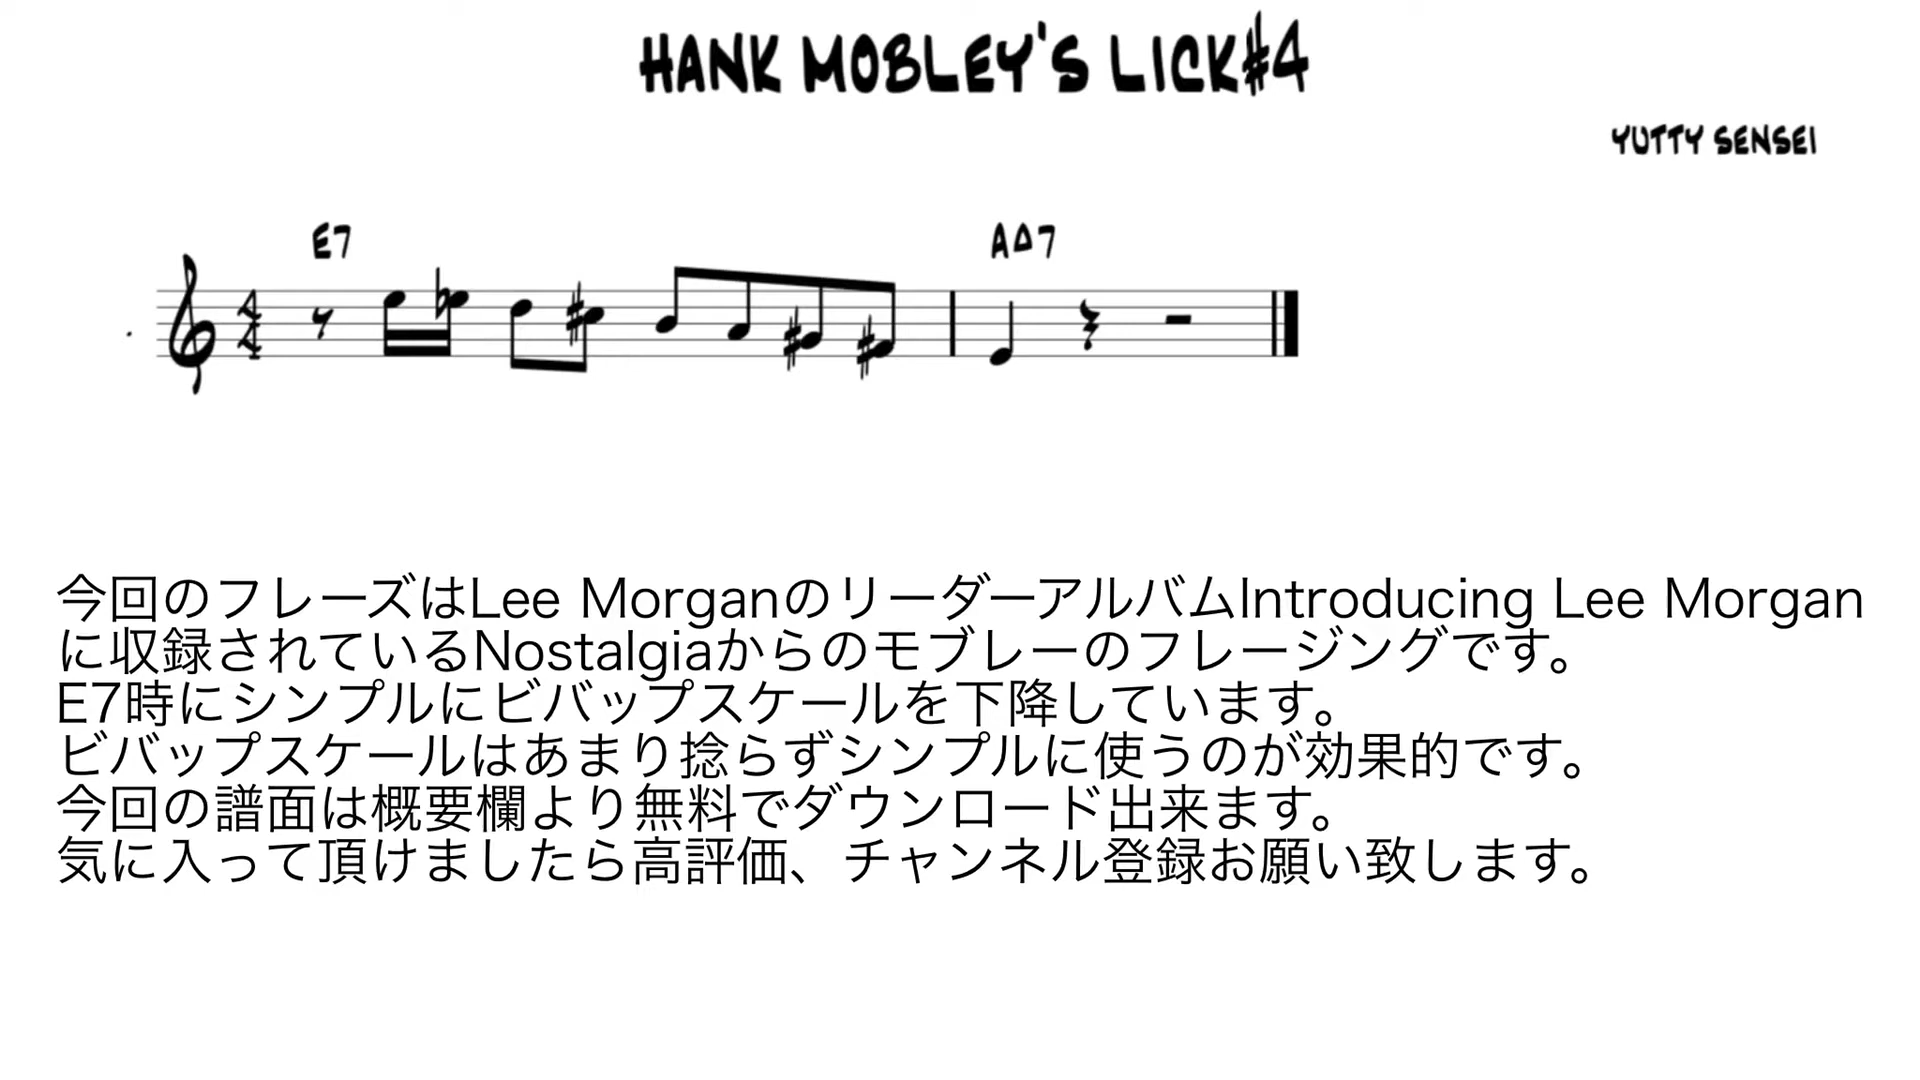 HANK MOBLEY'S LICK#4
YUTTY SENSEI
E7 A∆7
今回のフレーズはLee MorganのリーダーアルバムIntroducing Lee Morgan
に収録されているNostalgiaからのモブレーのフレージングです。
E7時にシンプルにビバップスケールを下降しています。
ビバップスケールはあまり捻らずシンプルに使うのが効果的です。
今回の譜面は概要欄より無料でダウンロード出来ます。
気に入って頂けましたら高評価、チャンネル登録お願い致します。